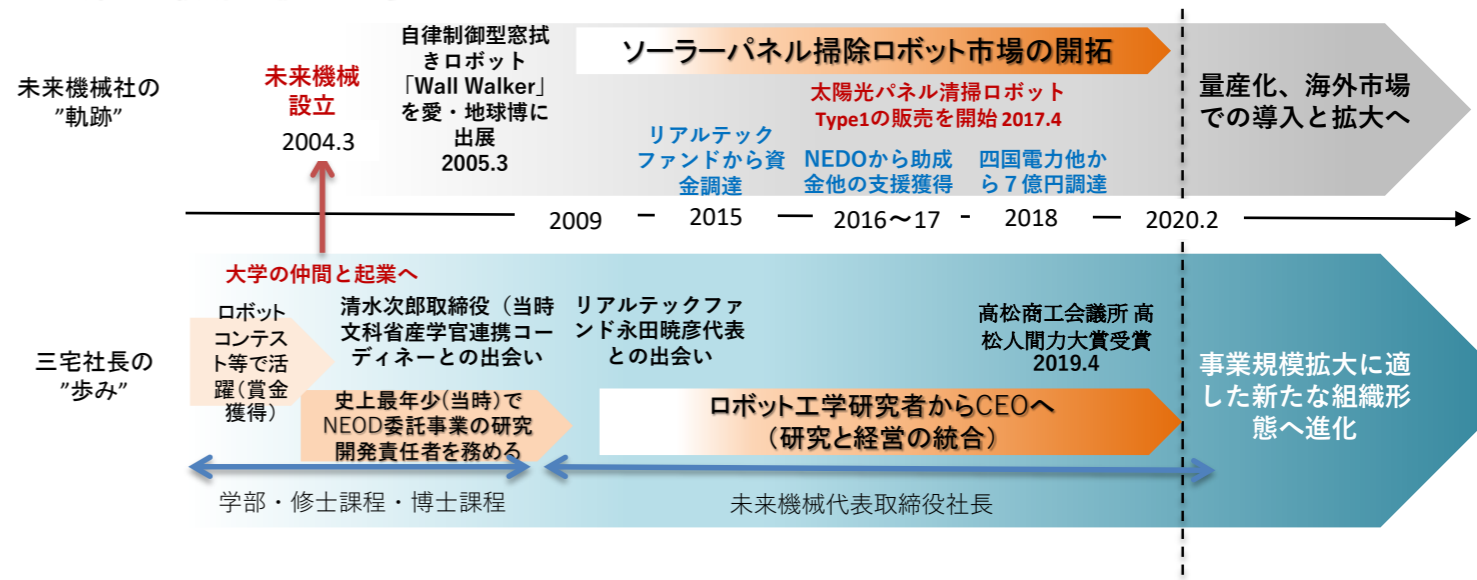 未来機械社の
”軌跡”
未来機械
設立
2004.3
自律制御型窓拭
きロボット
「Wall Walker」
を愛・地球博に
出展
2005.3
ソーラーパネル掃除ロボット市場の開拓
太陽光パネル清掃ロボット
Type1の販売を開始 2017.4
リアルテック
ファンドから資
金調達
NEDOから助成
金他の支援獲得
四国電力他か
ら７億円調達
量産化、海外市場
での導入と拡大へ
2009 － 2015 － 2016～17 － 2018 － 2020.2
三宅社長の
”歩み”
大学の仲間と起業へ
ロボット
コンテス
ト等で活
躍(賞金
獲得)
清水次郎取締役（当時
文科省産学官連携コー
ディネーとの出会い
史上最年少(当時)で
NEOD委託事業の研究
開発責任者を務める
リアルテックファ
ンド永田暁彦代表
との出会い
高松商工会議所 高
松人間力大賞受賞
2019.4
ロボット工学研究者からCEOへ
（研究と経営の統合）
事業規模拡大に適
した新たな組織形
態へ進化
学部・修士課程・博士課程
未来機械代表取締役社長